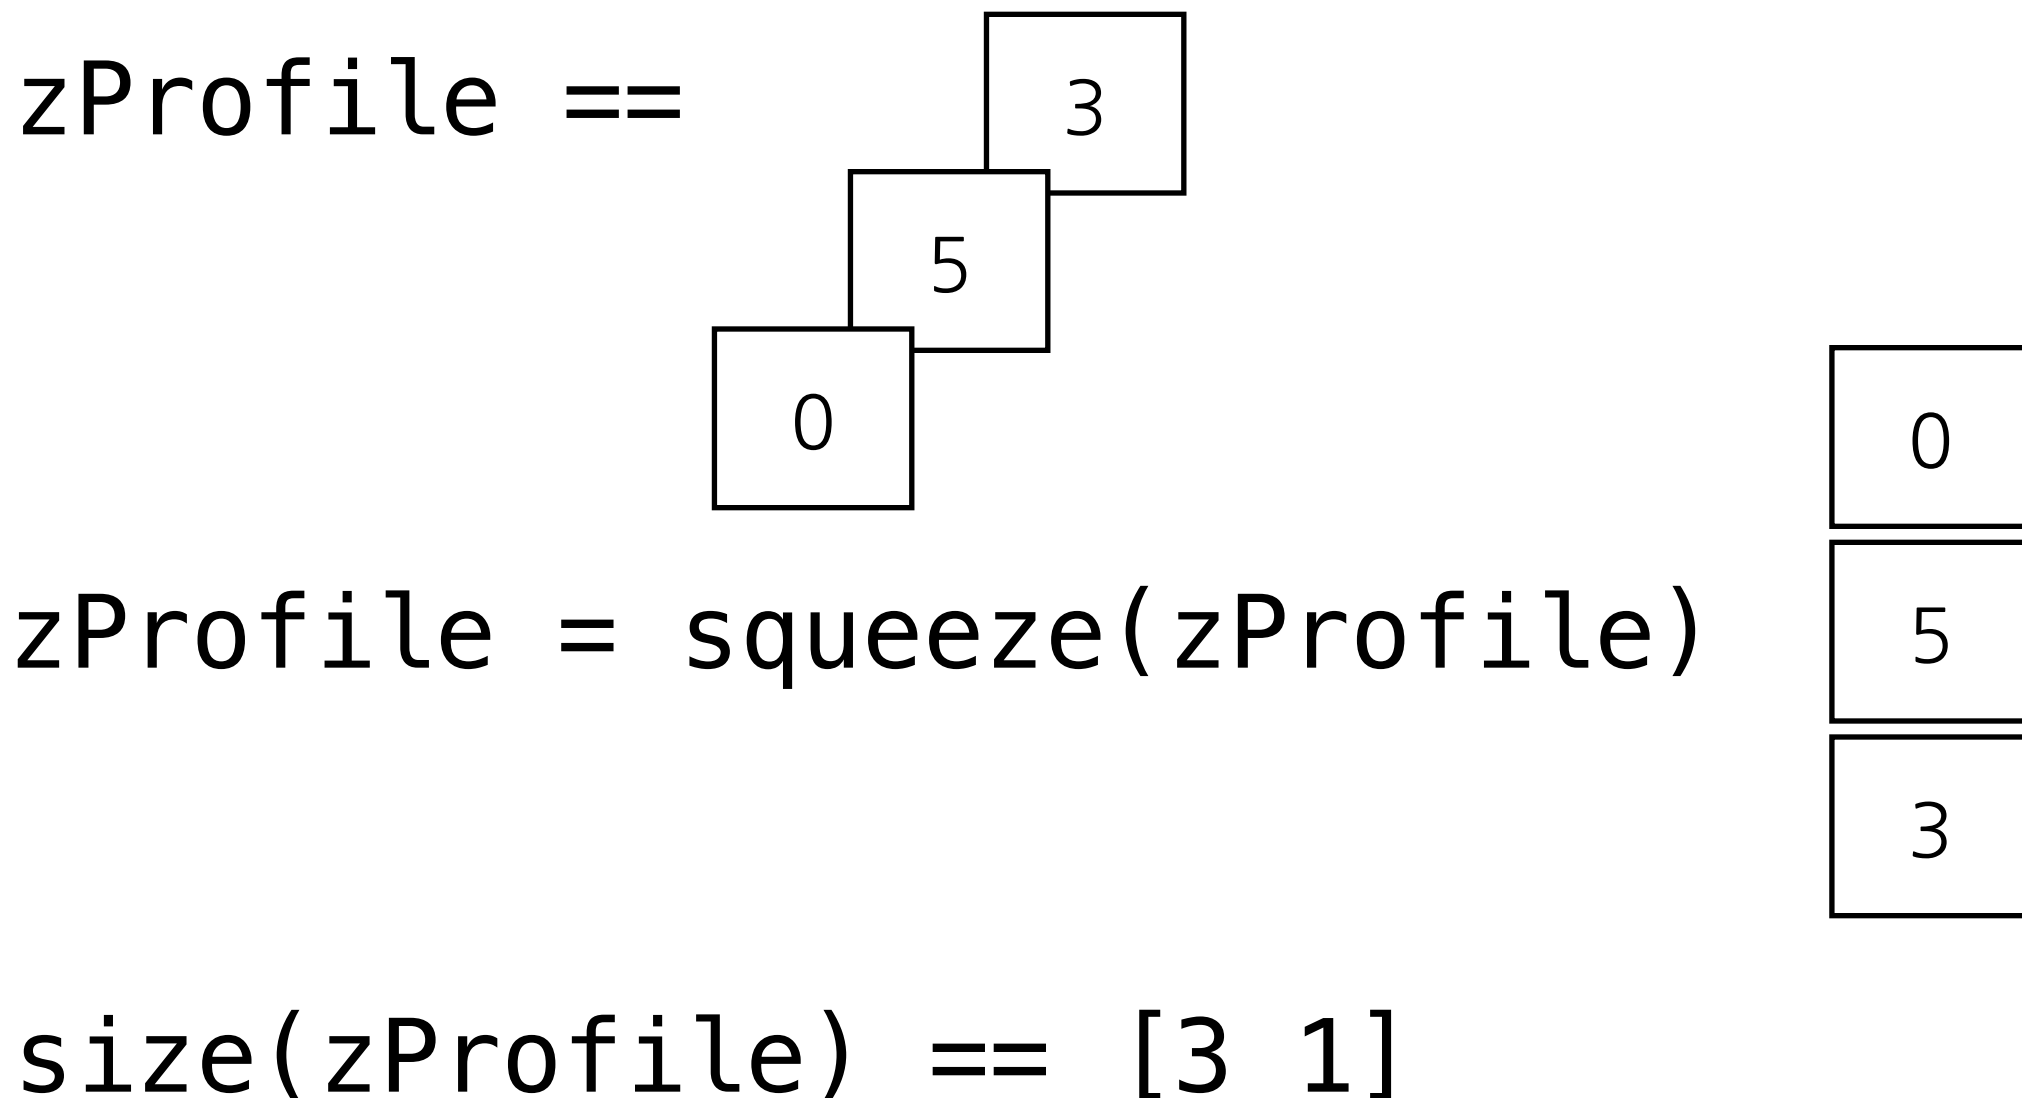 zProfile ==
3
5
0
0
zProfile = squeeze(zProfile)
5
3
size(zProfile) == [3 1]